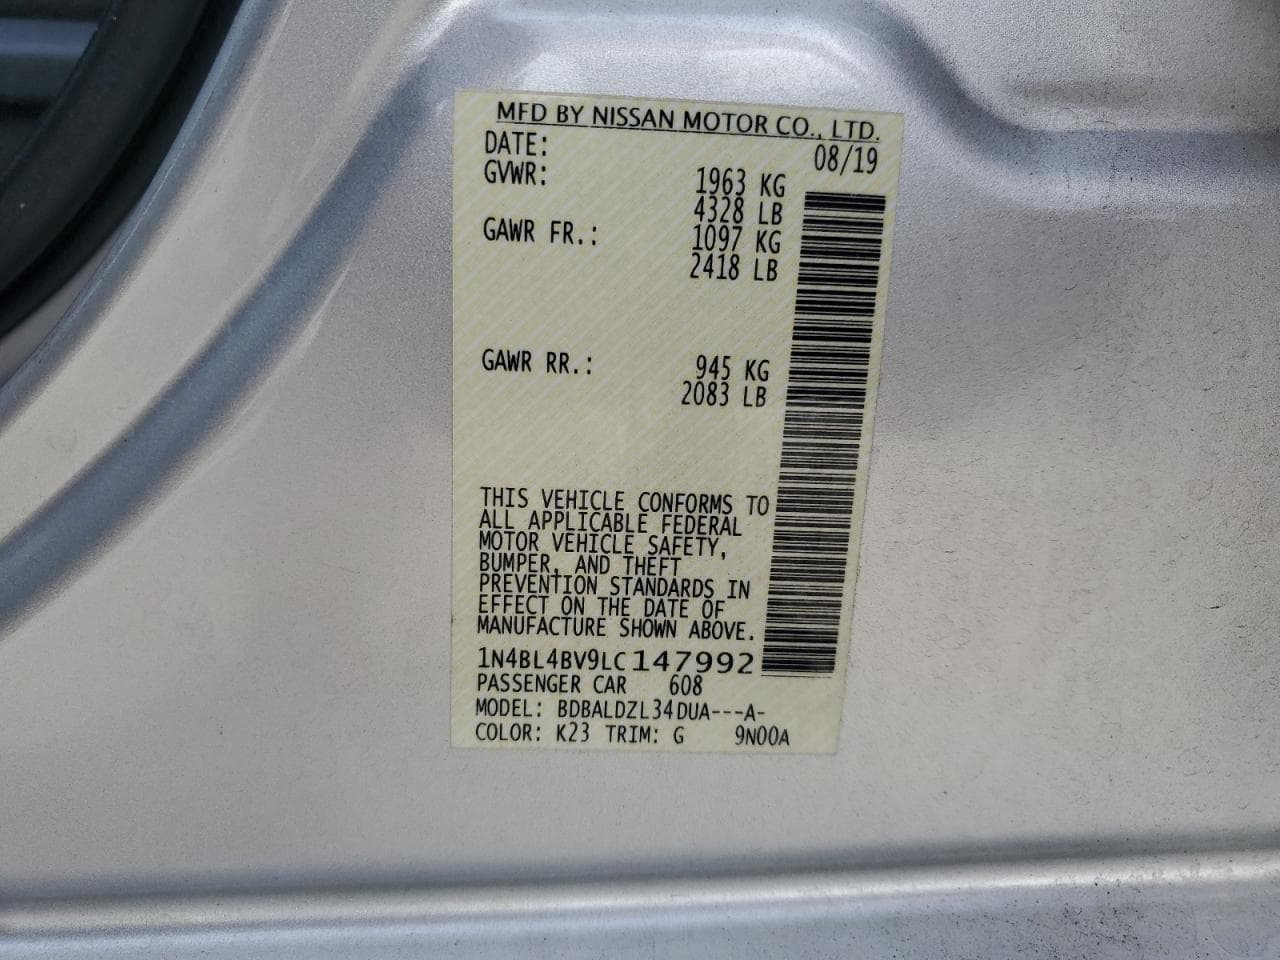 MFD BY NISSAN MOTOR CO., LTD.
DATE: 08/19
GVWR: 1963 KG
4328 LB
GAWR FR.: 1097 KG
2418 LB
GAWR RR.: 945 KG
2083 LB
THIS VEHICLE CONFORMS TO
ALL APPLICABLE FEDERAL
MOTOR VEHICLE SAFETY,
BUMPER, AND THEFT
PREVENTION STANDARDS IN
EFFECT ON THE DATE OF
MANUFACTURE SHOWN ABOVE.
1N4BL4BV9LC147992
PASSENGER CAR 608
MODEL: BDBALDZL34DUA---A-
COLOR: K23 TRIM: G 9N00A